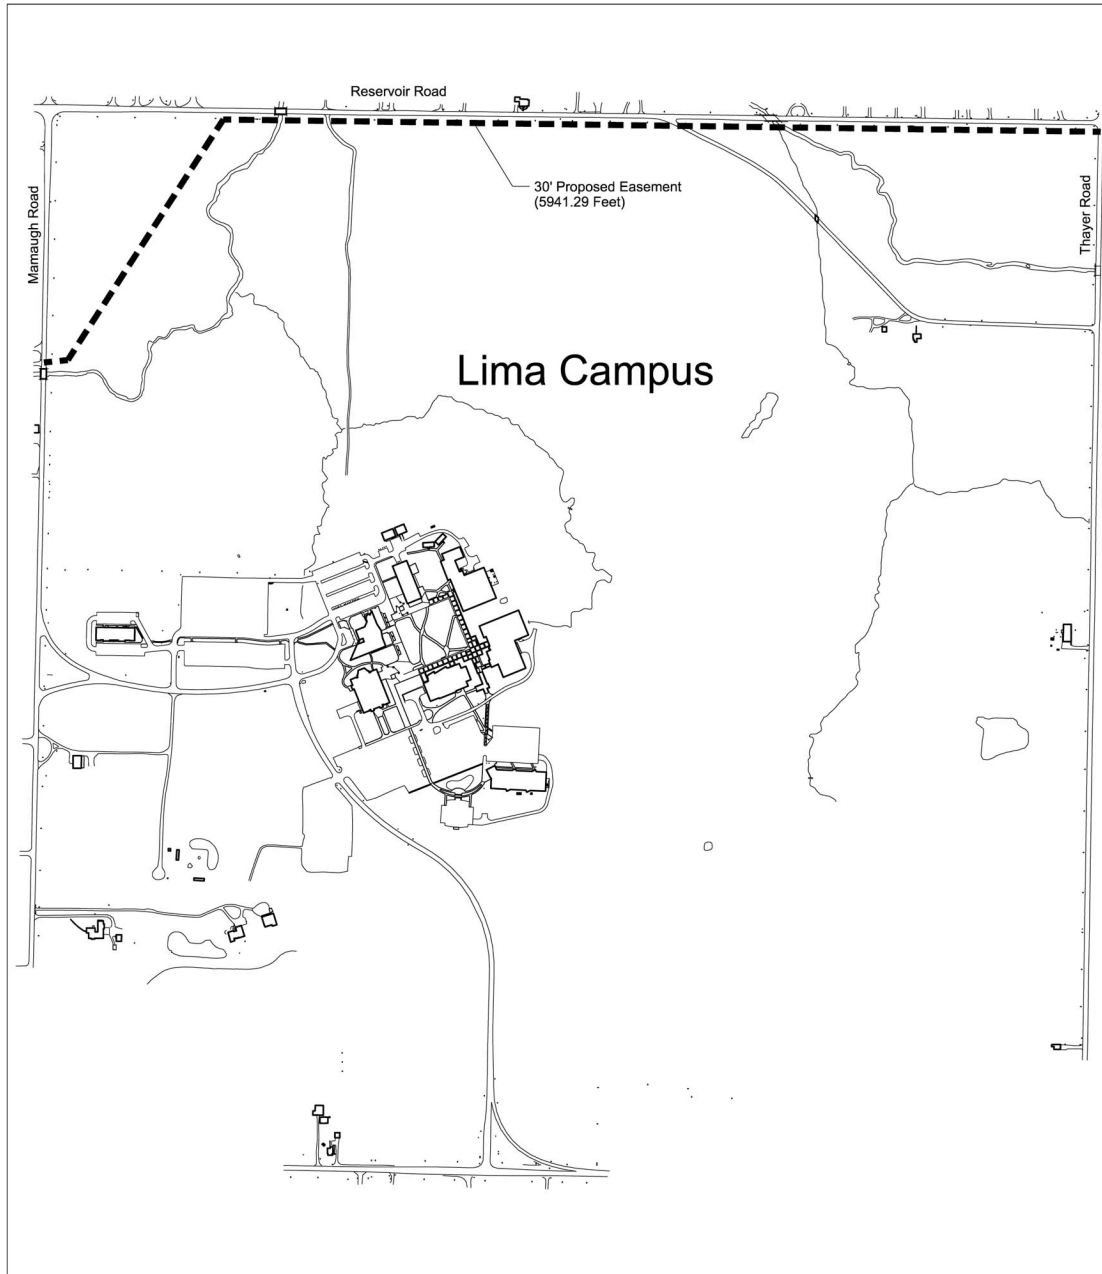 Reservoir Road
30' Proposed Easement
(5941.29 Feet)
Mamaugh Road
Thayer Road
Lima Campus